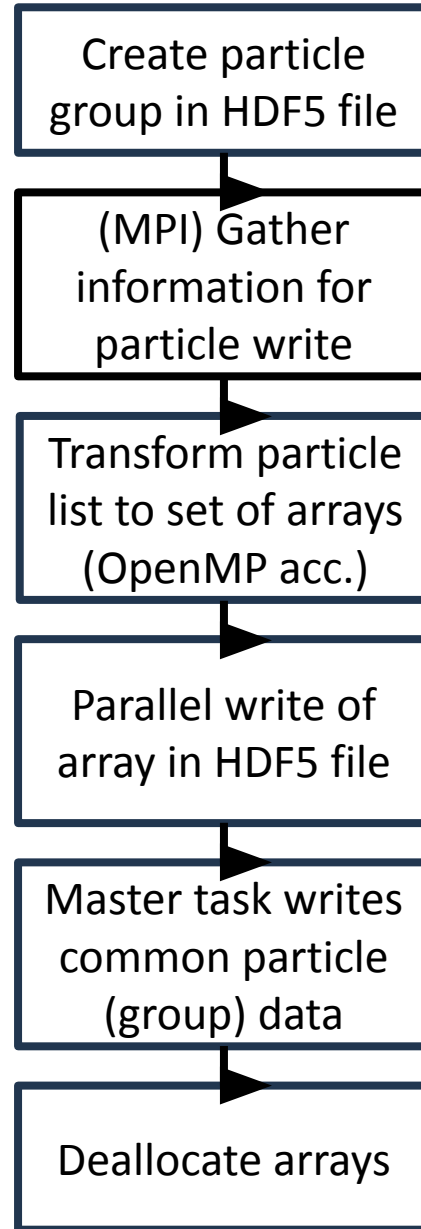 Create particle
group in HDF5 file
(MPI) Gather
information for
particle write
Transform particle
list to set of arrays
(OpenMP acc.)
Parallel write of
array in HDF5 file
Master task writes
common particle
(group) data
Deallocate arrays